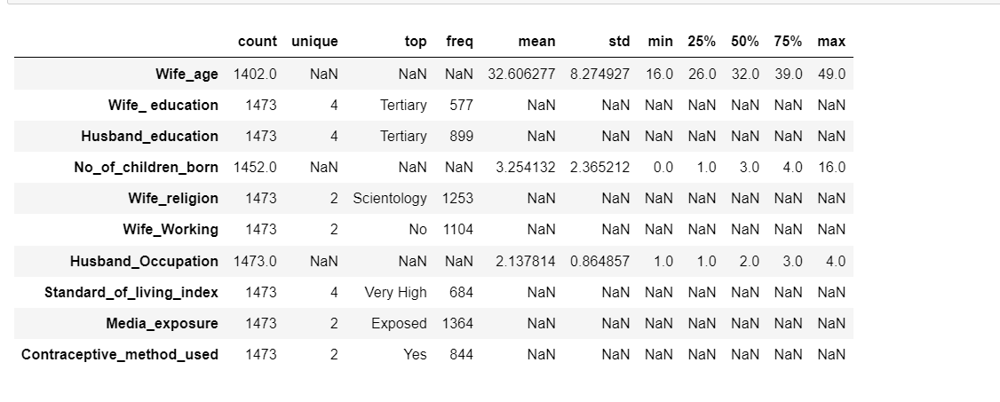 count unique top freq mean std min 25% 50% 75% max
Wife_age 1402.0 NaN NaN NaN 32.606277 8.274927 16.0 26.0 32.0 39.0 49.0
Wife_ education 1473 4 Tertiary 577 NaN NaN NaN NaN NaN NaN NaN
Husband_education 1473 4 Tertiary 899 NaN NaN NaN NaN NaN NaN NaN
No_of_children_born 1452.0 NaN NaN NaN 3.254132 2.365212 0.0 1.0 3.0 4.0 16.0
Wife_religion 1473 2 Scientology 1253 NaN NaN NaN NaN NaN NaN NaN
Wife_Working 1473 2 No 1104 NaN NaN NaN NaN NaN NaN NaN
Husband_Occupation 1473.0 NaN NaN NaN 2.137814 0.864857 1.0 1.0 2.0 3.0 4.0
Standard_of_living_index 1473 4 Very High 684 NaN NaN NaN NaN NaN NaN NaN
Media_exposure 1473 2 Exposed 1364 NaN NaN NaN NaN NaN NaN NaN
Contraceptive_method_used 1473 2 Yes 844 NaN NaN NaN NaN NaN NaN NaN